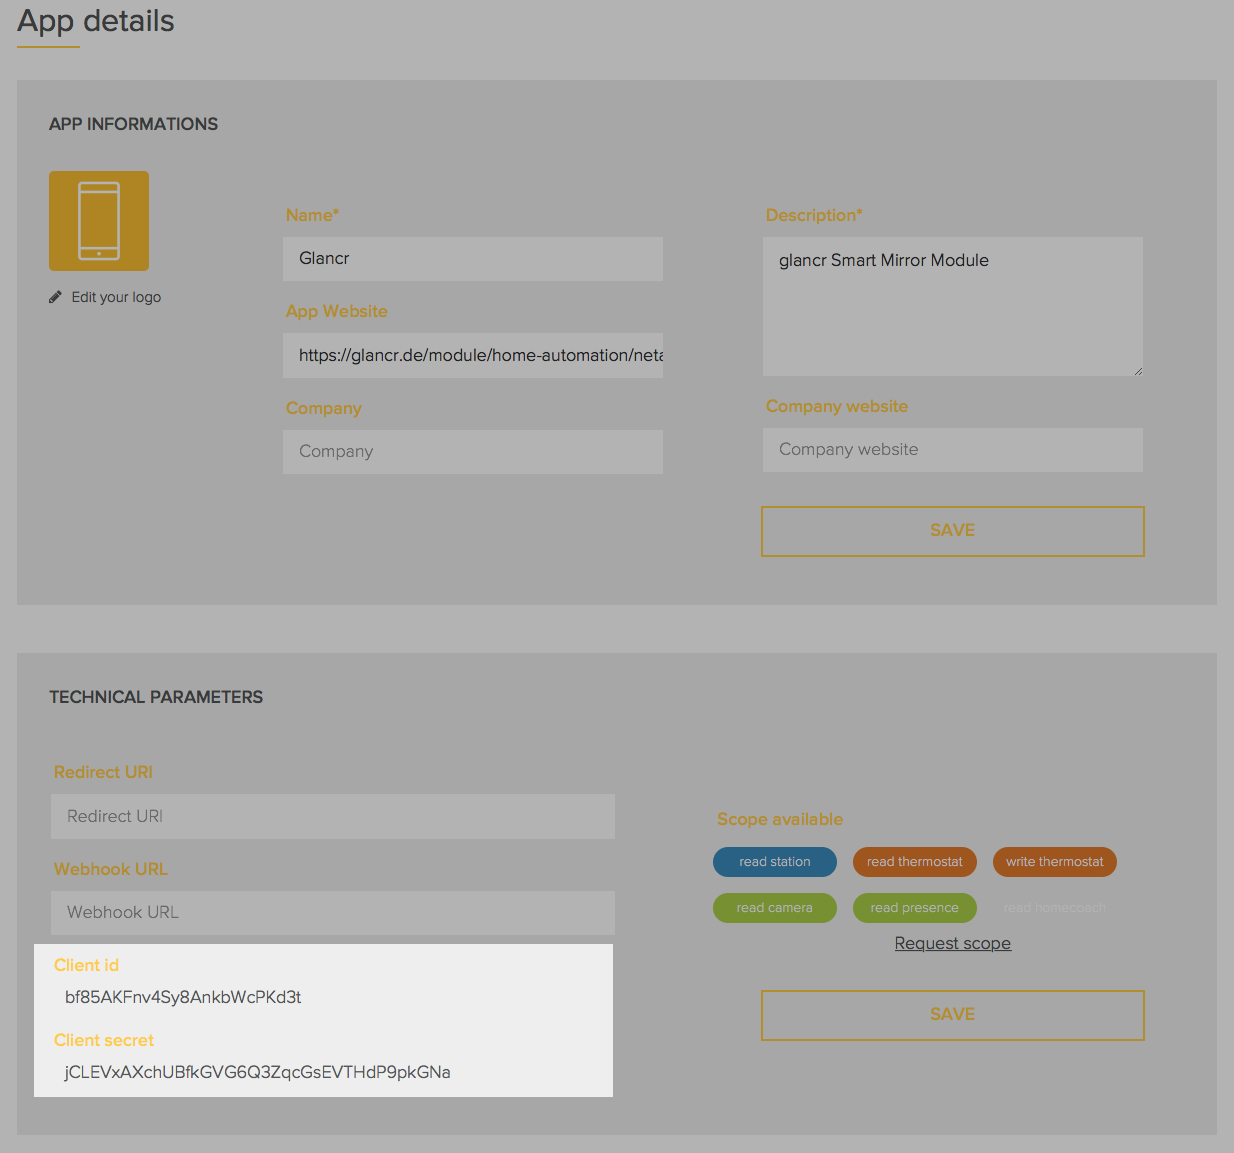 App details
APP INFORMATIONS
Edit your logo
Name*
Glancr
App Website
https://glancr.de/module/home-automation/neta
Company
Company
Description*
glancr Smart Mirror Module
Company website
Company website
SAVE
TECHNICAL PARAMETERS
Redirect URI
Redirect URI
Webhook URL
Webhook URL
Client id
bf85AKFnv4Sy8AnkbWcPKd3t
Client secret
jCLEVxAXchUBfkGVG6Q3ZqcGsEVTHdP9pkGNa
Scope available
read station read thermostat write thermostat
read camera read presence read homecoach
Request scope
SAVE